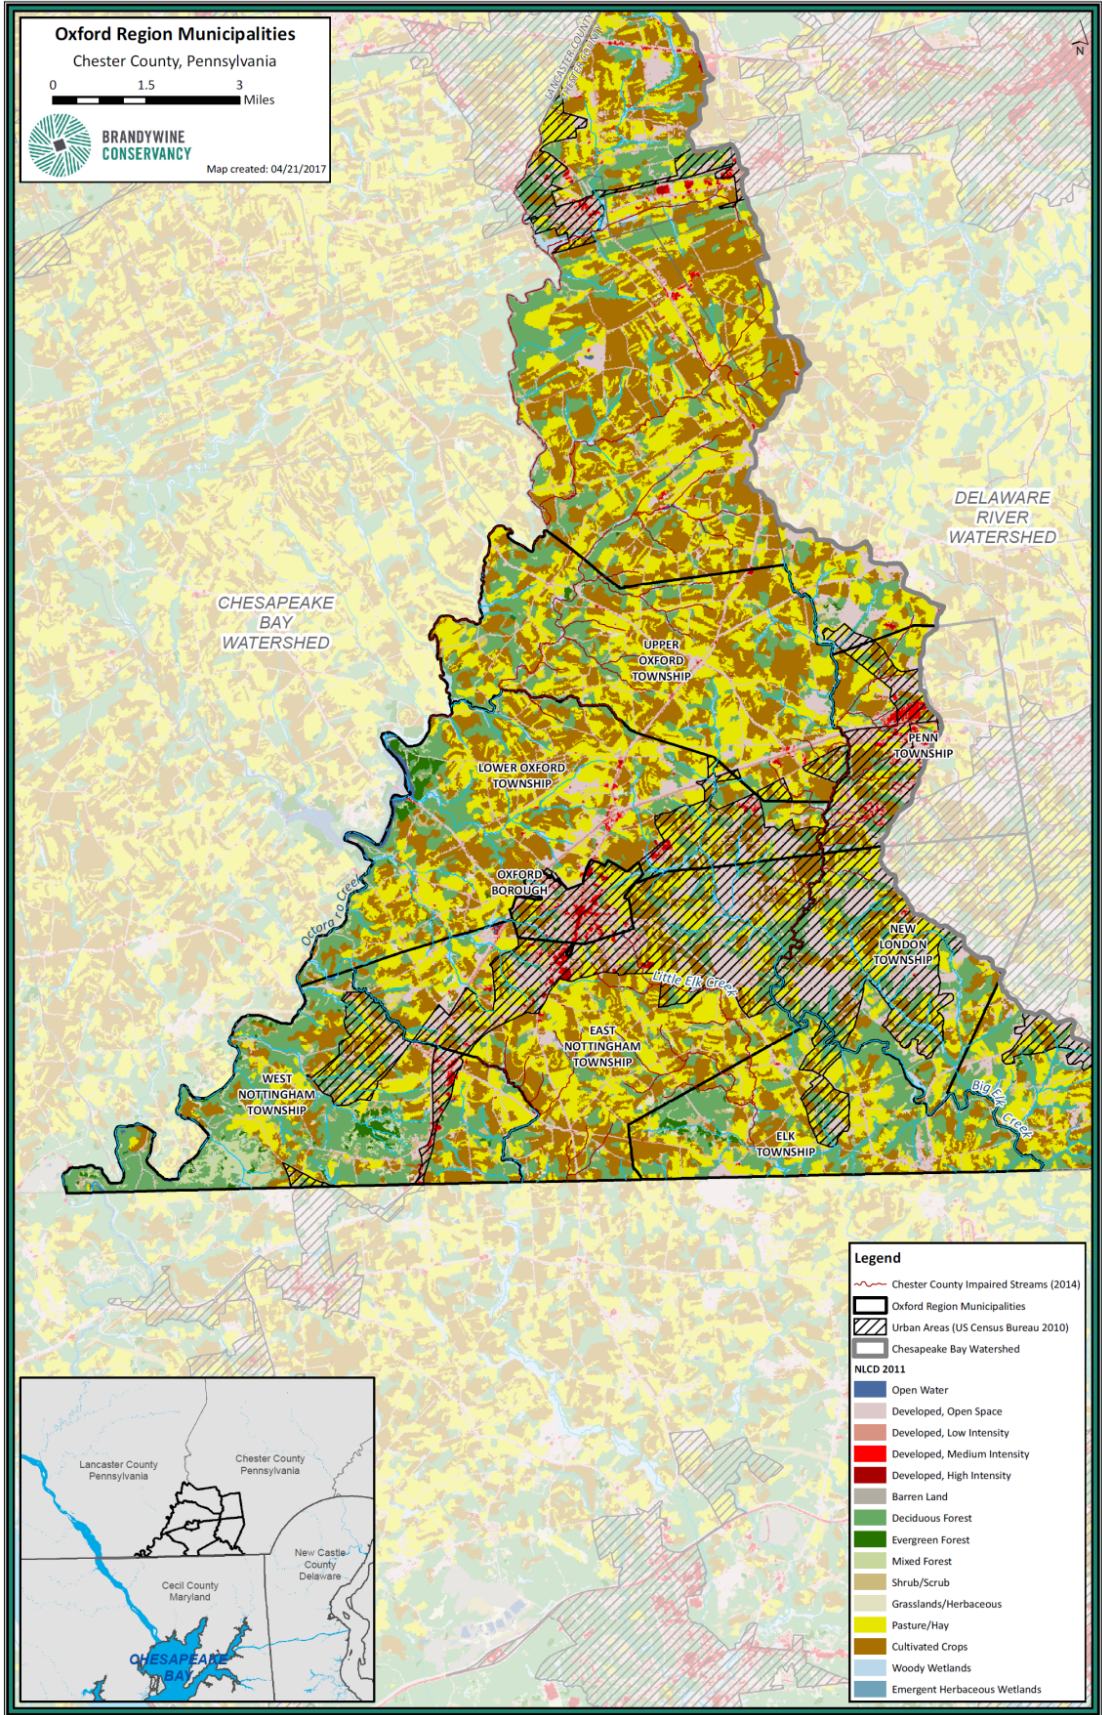 Oxford Region Municipalities
Chester County, Pennsylvania
0 1.5 3
Miles
BRANDYWINE
CONSERVANCY
Map created: 04/21/2017
N
LANCASTER COUNTY
CHESTER COUNTY
DELAWARE
RIVER
WATERSHED
CHESAPEAKE
BAY
WATERSHED
UPPER
OXFORD
TOWNSHIP
PENN
TOWNSHIP
LOWER OXFORD
TOWNSHIP
OXFORD
BOROUGH
Octoraro Creek
NEW
LONDON
TOWNSHIP
Little Elk Creek
EAST
NOTTINGHAM
TOWNSHIP
WEST
NOTTINGHAM
TOWNSHIP
Big Elk Creek
ELK
TOWNSHIP
Legend
Chester County Impaired Streams (2014)
Oxford Region Municipalities
Urban Areas (US Census Bureau 2010)
Chesapeake Bay Watershed
NLCD 2011
Open Water
Developed, Open Space
Developed, Low Intensity
Developed, Medium Intensity
Developed, High Intensity
Barren Land
Deciduous Forest
Evergreen Forest
Mixed Forest
Shrub/Scrub
Grasslands/Herbaceous
Pasture/Hay
Cultivated Crops
Woody Wetlands
Emergent Herbaceous Wetlands
Lancaster County
Pennsylvania
Chester County
Pennsylvania
New Castle
County
Delaware
Cecil County
Maryland
CHESAPEAKE
BAY